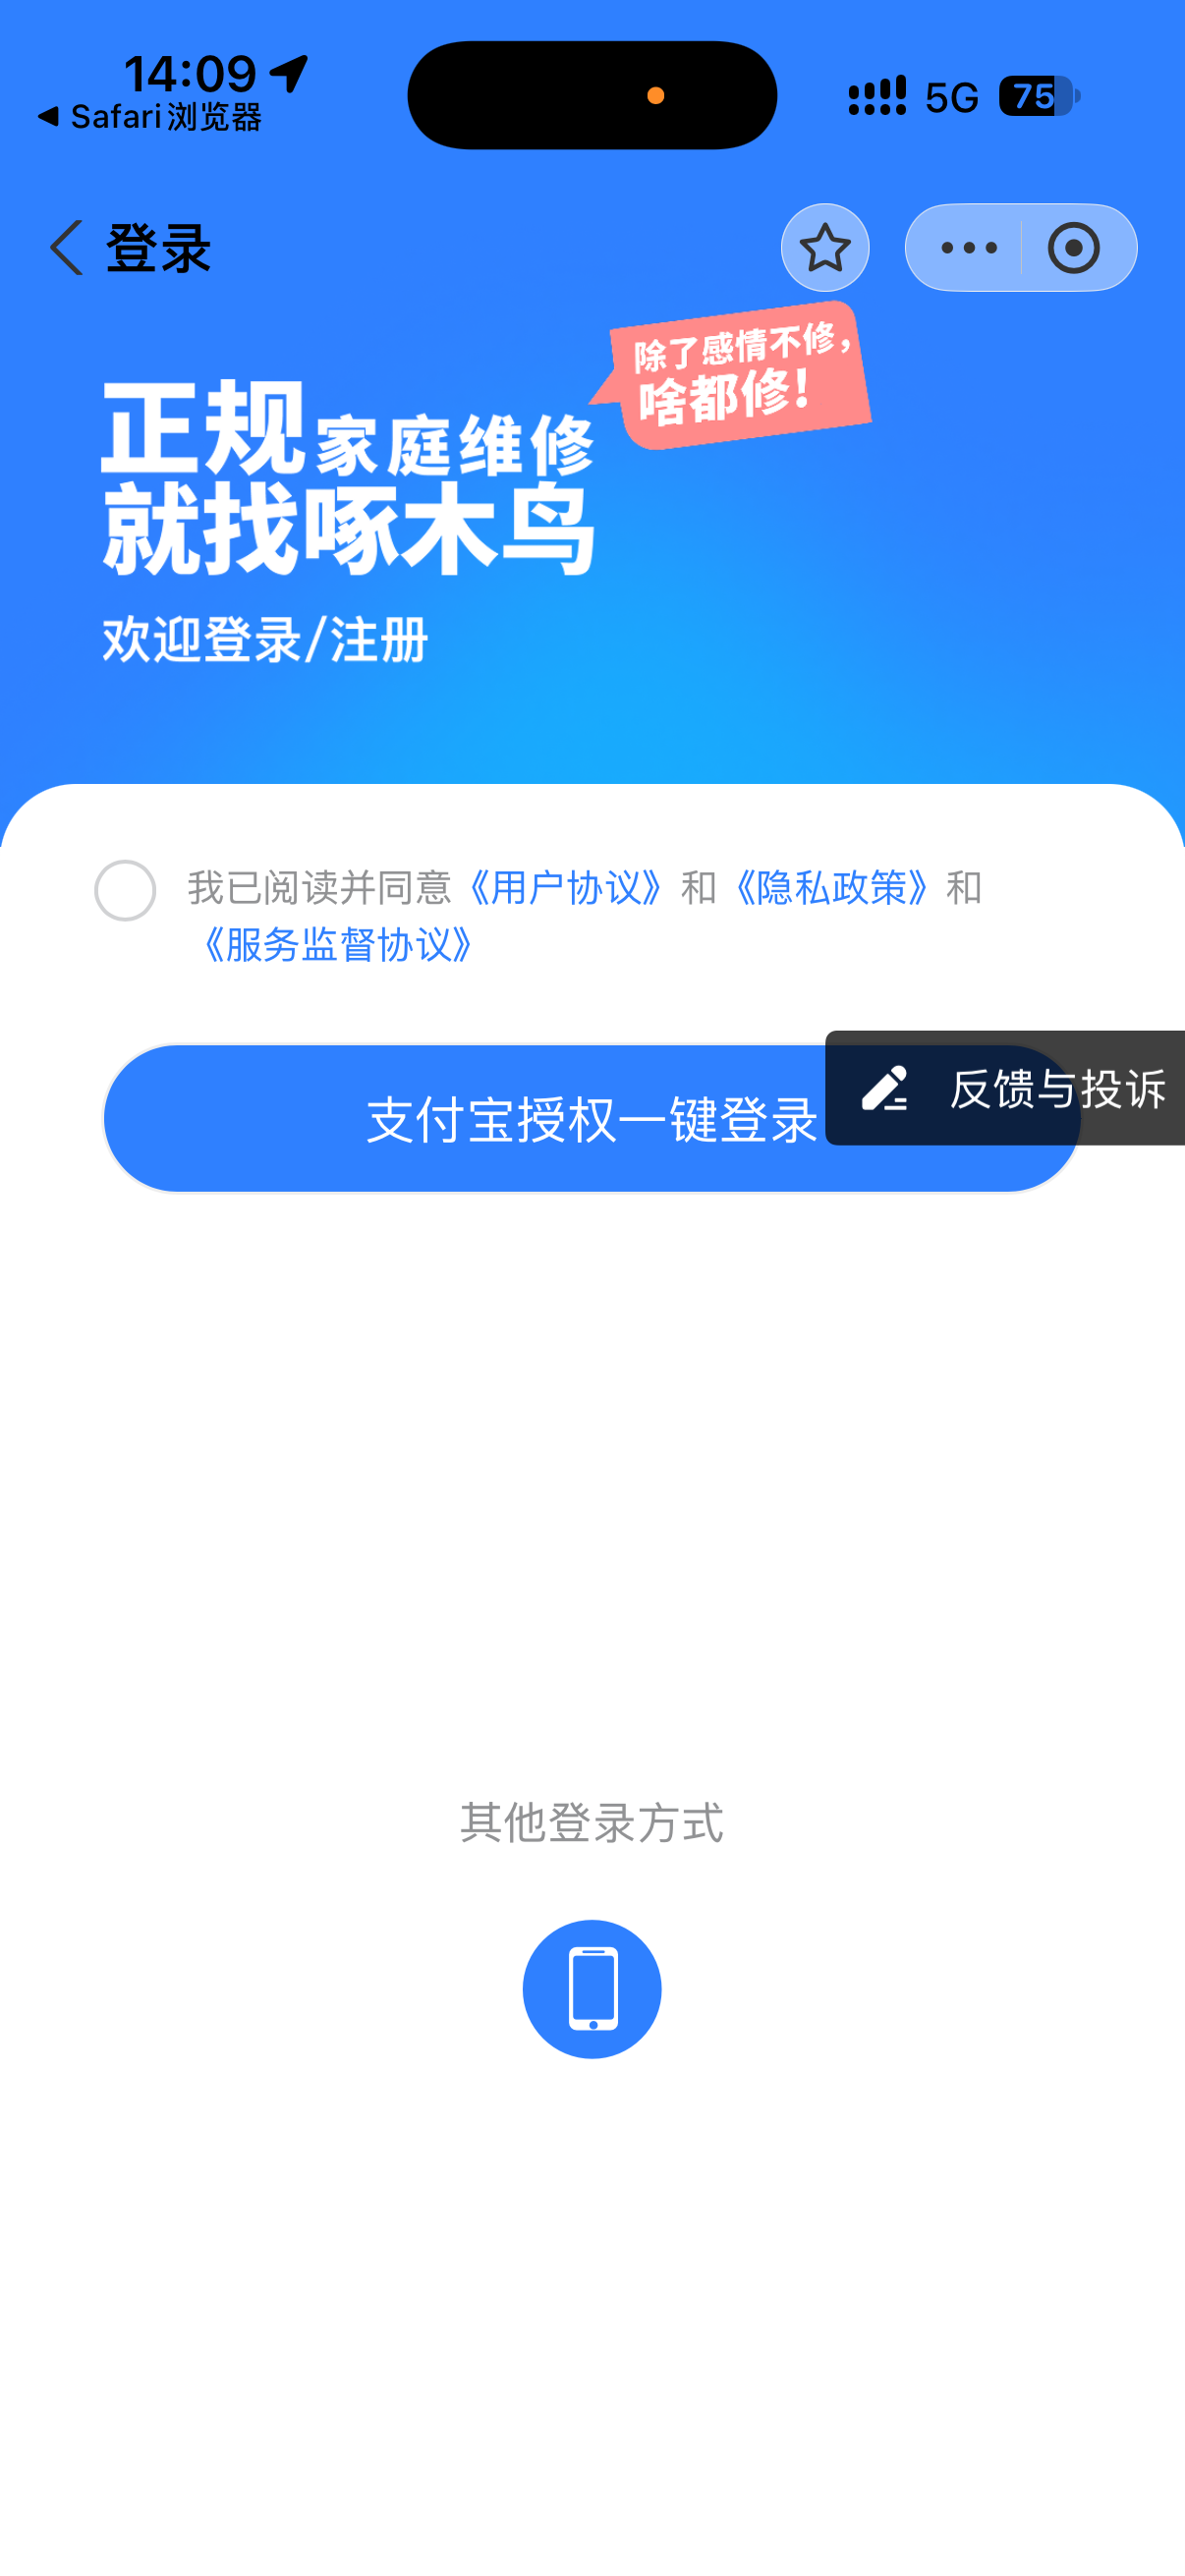 14:09
Safari浏览器
5G
75
登录
除了感情不修，
啥都修!
正规家庭维修
就找啄木鸟
欢迎登录/注册
我已阅读并同意《用户协议》和《隐私政策》和
《服务监督协议》
支付宝授权一键登录
反馈与投诉
其他登录方式